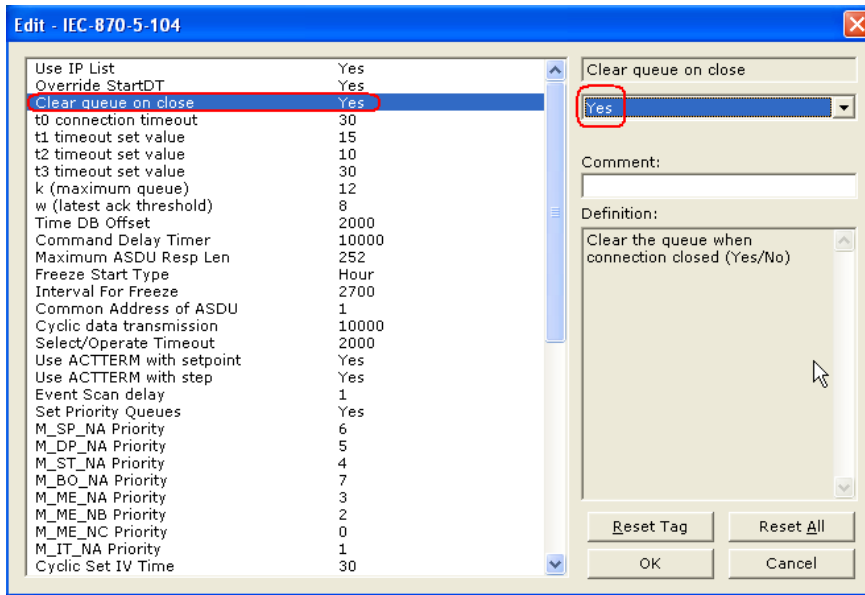 Edit - IEC-870-5-104
Use IP List Yes
Override StartDT Yes
Clear queue on close Yes
t0 connection timeout 30
t1 timeout set value 15
t2 timeout set value 10
t3 timeout set value 30
k (maximum queue) 12
w (latest ack threshold) 8
Time DB Offset 2000
Command Delay Timer 10000
Maximum ASDU Resp Len 252
Freeze Start Type Hour
Interval For Freeze 2700
Common Address of ASDU 1
Cyclic data transmission 10000
Select/Operate Timeout 2000
Use ACTTERM with setpoint Yes
Use ACTTERM with step Yes
Event Scan delay 1
Set Priority Queues Yes
M_SP_NA Priority 6
M_DP_NA Priority 5
M_ST_NA Priority 4
M_BO_NA Priority 7
M_ME_NA Priority 3
M_ME_NB Priority 2
M_ME_NC Priority 0
M_IT_NA Priority 1
Cyclic Set IV Time 30
Clear queue on close
Yes
Comment:
Definition:
Clear the queue when
connection closed (Yes/No)
Reset Tag Reset All
OK Cancel